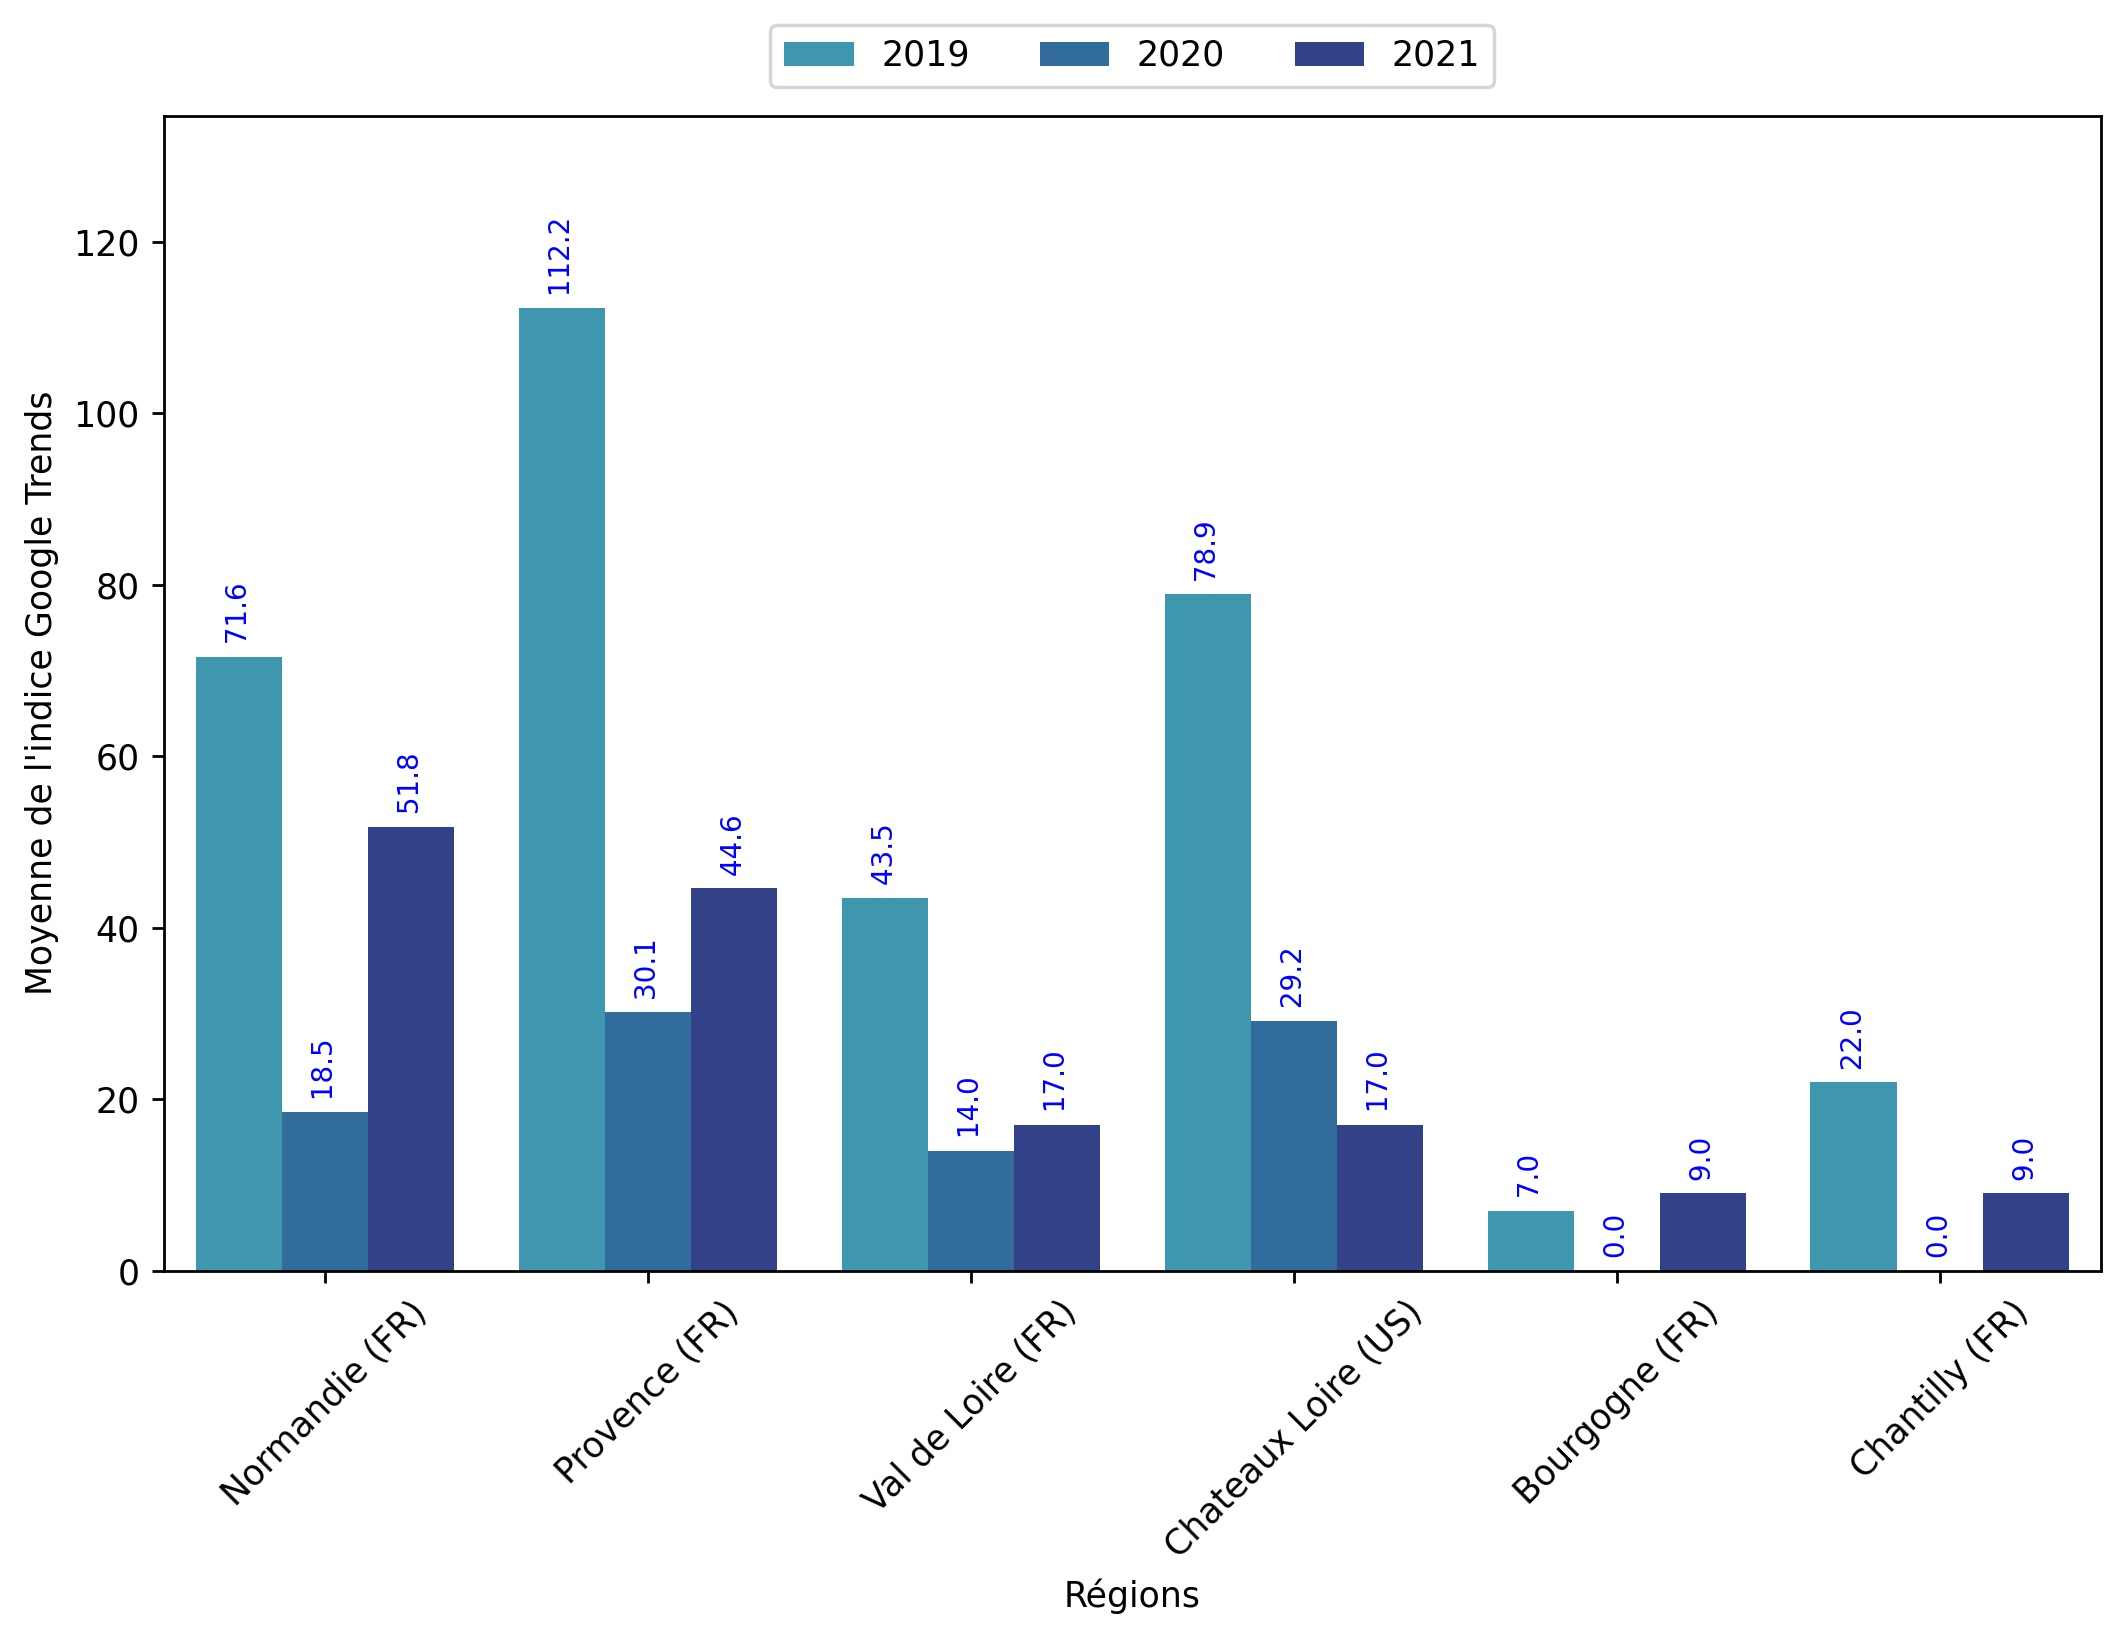 2019 2020 2021
Moyenne de l'indice Google Trends
120
100
80
60
40
20
0
71.6
18.5
51.8
112.2
30.1
44.6
43.5
14.0
17.0
78.9
29.2
17.0
7.0
0.0
9.0
22.0
0.0
9.0
Normandie (FR)
Provence (FR)
Val de Loire (FR)
Chateaux Loire (US)
Bourgogne (FR)
Chantilly (FR)
Régions